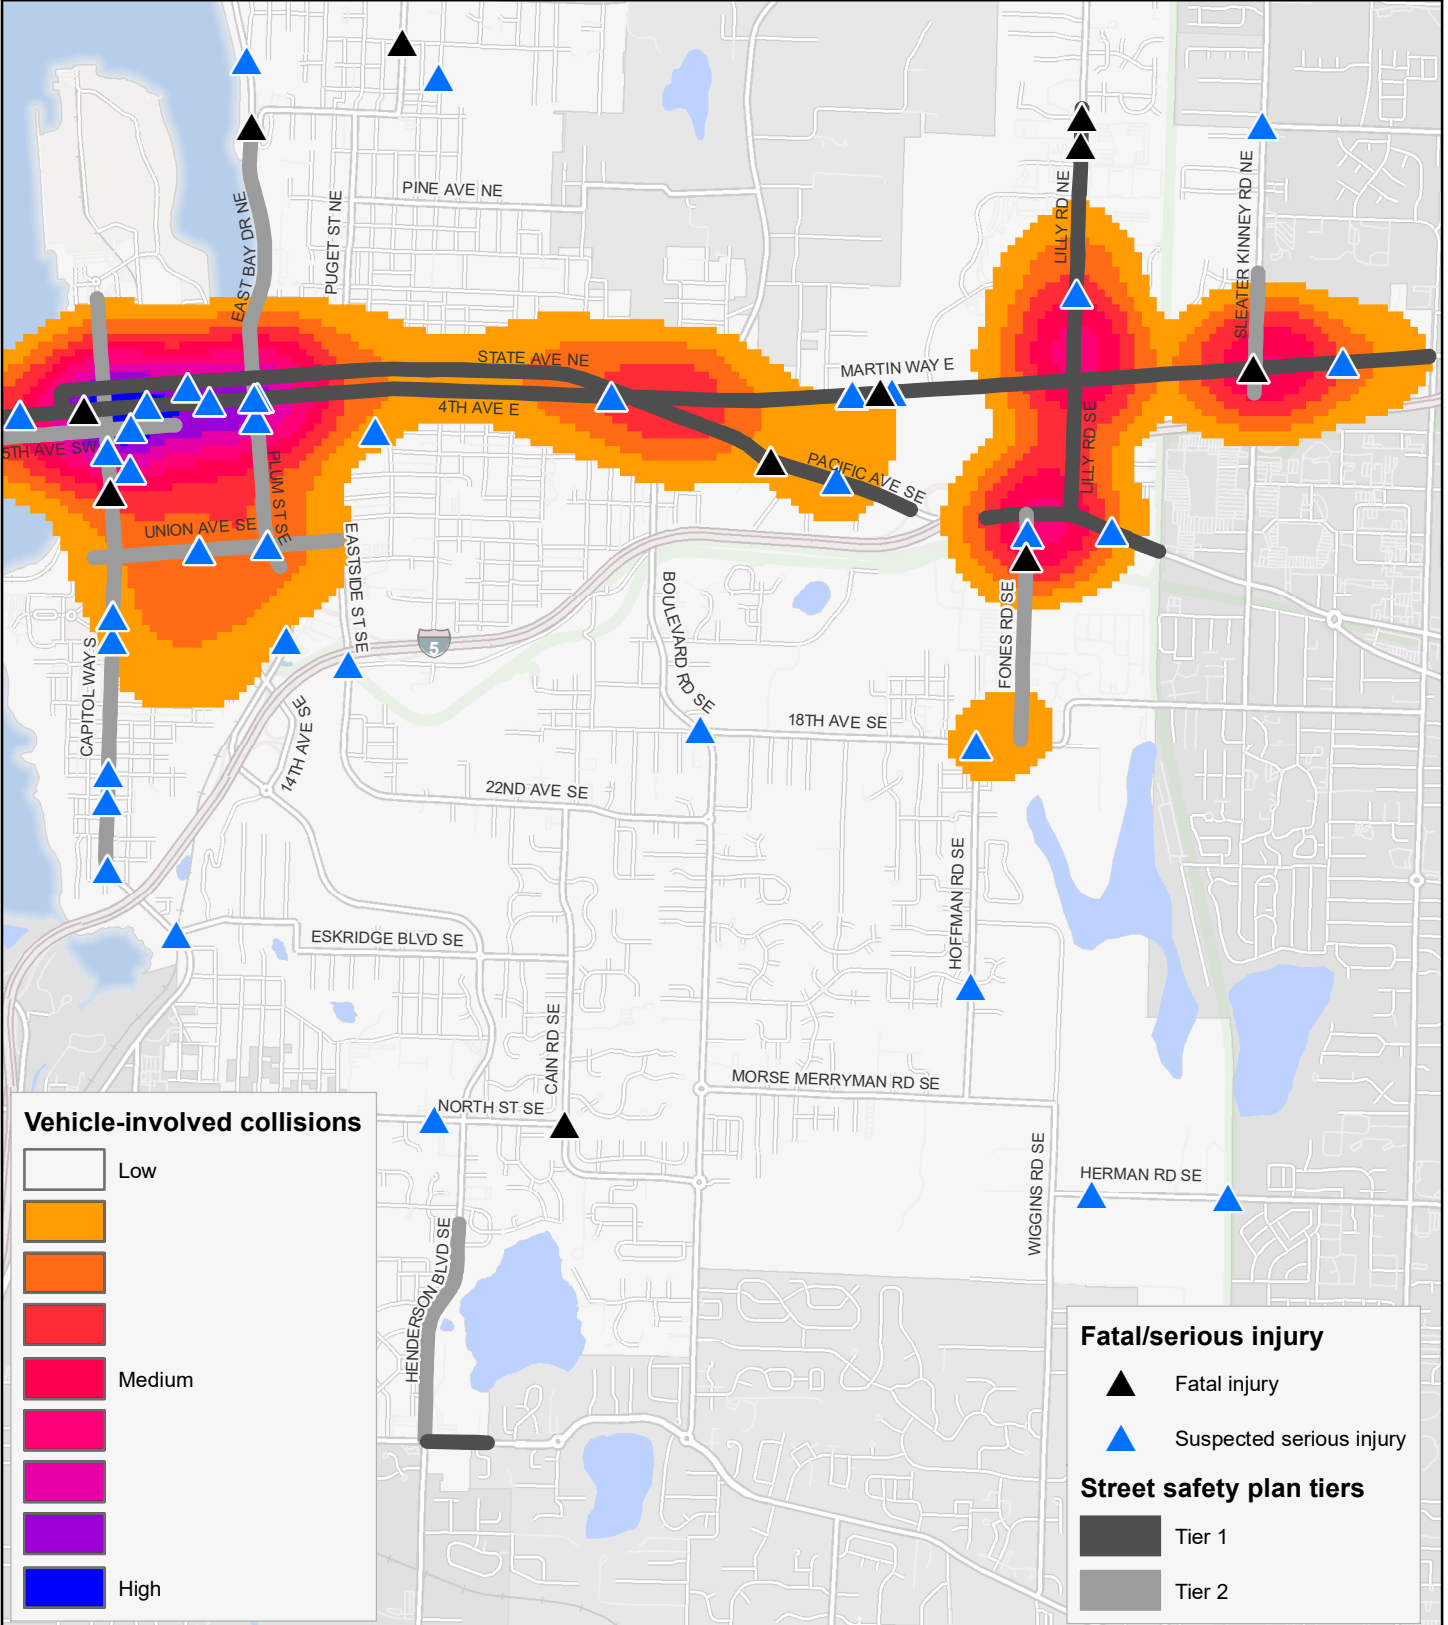 PINE AVE NE
PUGET ST NE
EAST BAY DR NE
LILLY RD NE
SLEATER KINNEY RD NE
STATE AVE NE
MARTIN WAY E
4TH AVE E
5TH AVE SW
PACIFIC AVE SE
LILLY RD SE
PLUM ST SE
UNION AVE SE
EASTSIDE ST SE
5
BOULEVARD RD SE
FONES RD SE
CAPITOL WAY S
14TH AVE SE
18TH AVE SE
22ND AVE SE
HOFFMAN RD SE
ESKRIDGE BLVD SE
CAIN RD SE
MORSE MERRYMAN RD SE
NORTH ST SE
WIGGINS RD SE
HERMAN RD SE
HENDERSON BLVD SE
Vehicle-involved collisions
Low
Medium
High
Fatal/serious injury
Fatal injury
Suspected serious injury
Street safety plan tiers
Tier 1
Tier 2